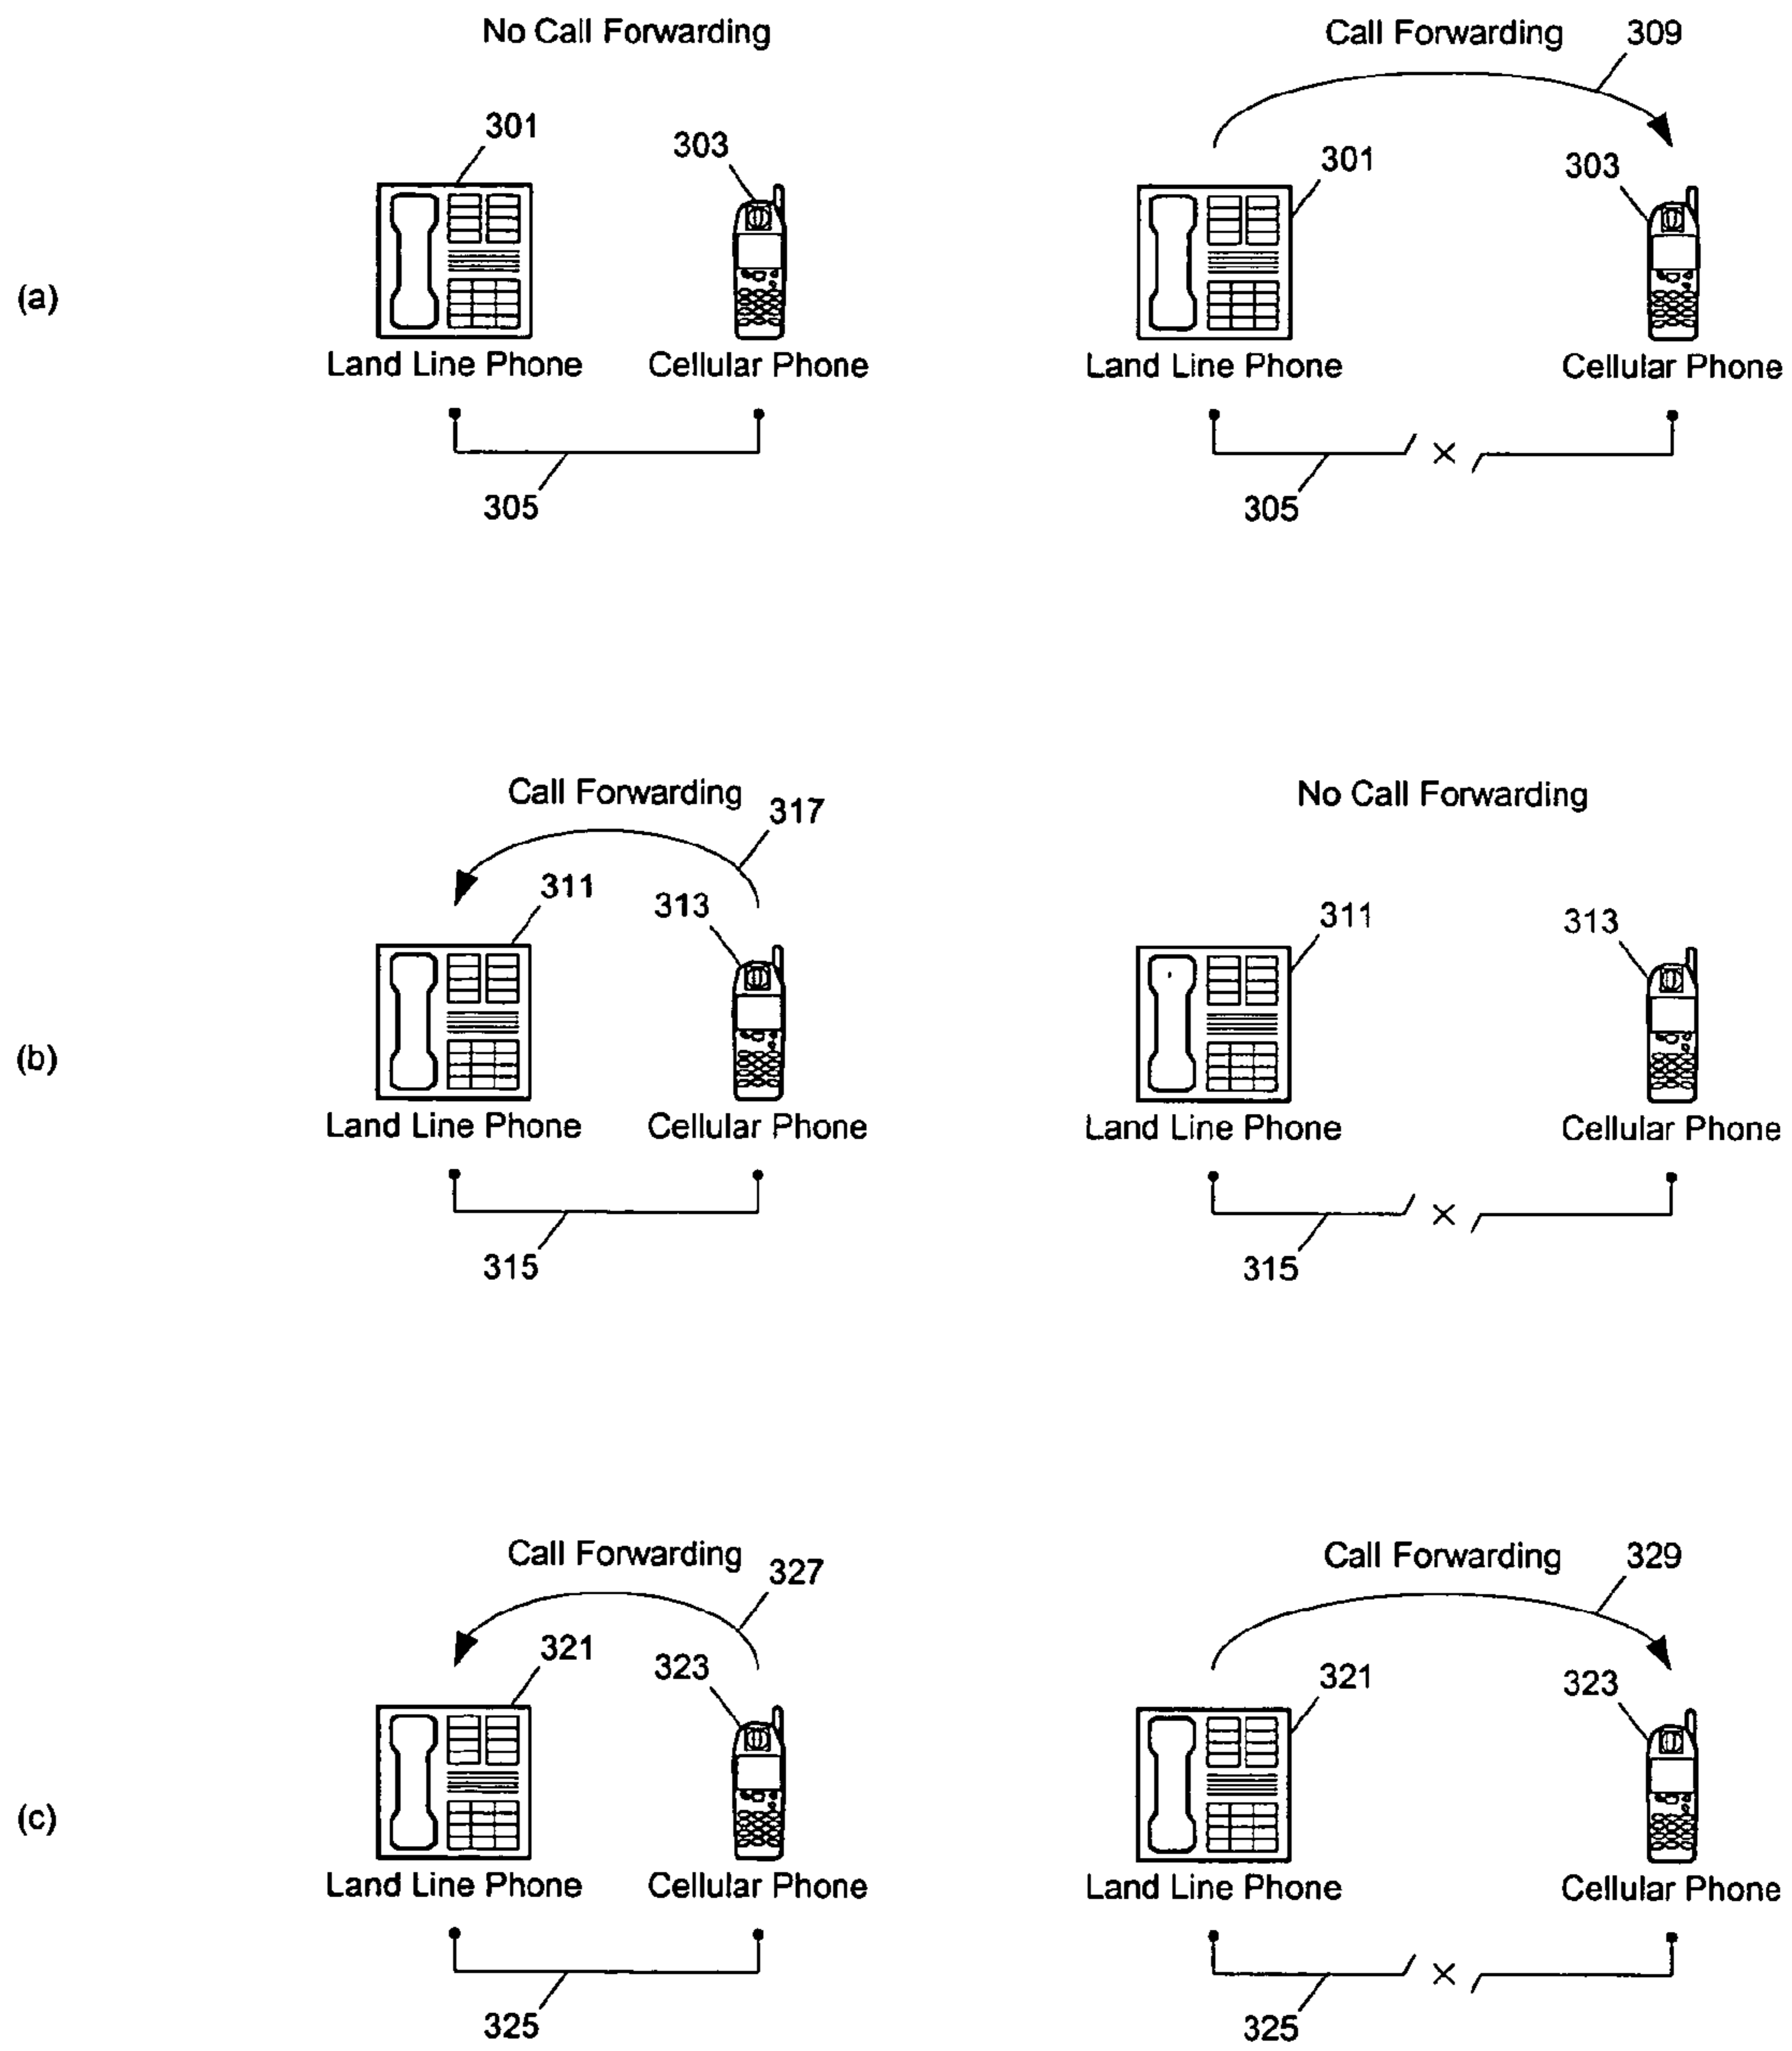 No Call Forwarding
Call Forwarding 309
301
303
301
303
(a)
Land Line Phone
Cellular Phone
Land Line Phone
Cellular Phone
305
305
Call Forwarding
317
No Call Forwarding
311
313
311
313
(b)
Land Line Phone
Cellular Phone
Land Line Phone
Cellular Phone
315
315
Call Forwarding
327
Call Forwarding 329
321
323
321
323
(c)
Land Line Phone
Cellular Phone
Land Line Phone
Cellular Phone
325
325